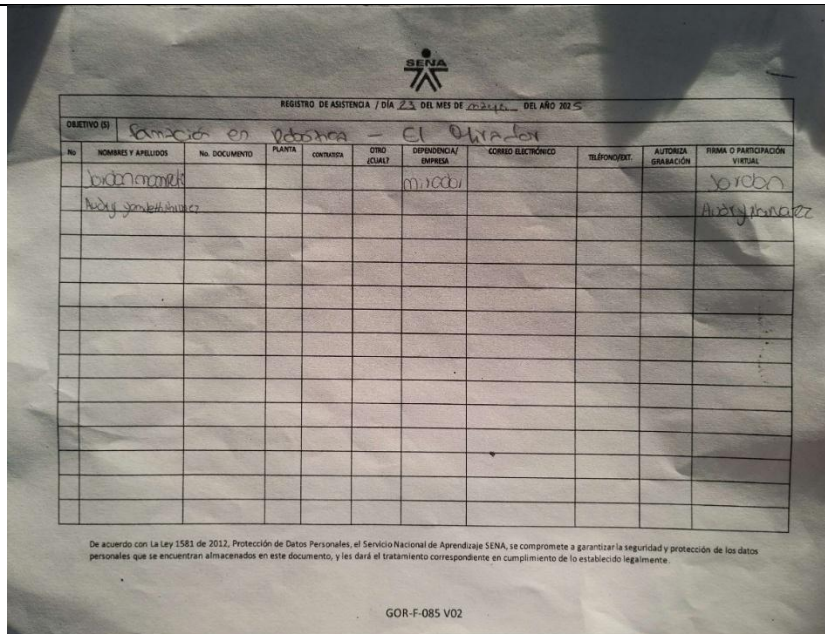 SENA
REGISTRO DE ASISTENCIA / DÍA 23 DEL MES DE mayo DEL AÑO 2025
OBJETIVO (S) en Robotica - El Mirador
No NOMBRES Y APELLIDOS No. DOCUMENTO PLANTA CONTRATISTA OTRO ¿CUAL? DEPENDENCIA/ EMPRESA CORREO ELECTRÓNICO TELÉFONO/EXT. AUTORIZA GRABACIÓN FIRMA O PARTICIPACIÓN VIRTUAL
Jordan mirador Jordan
Audry Audry
De acuerdo con La Ley 1581 de 2012, Protección de Datos Personales, el Servicio Nacional de Aprendizaje SENA, se compromete a garantizar la seguridad y protección de los datos
personales que se encuentran almacenados en este documento, y les dará el tratamiento correspondiente en cumplimiento de lo establecido legalmente.
GOR-F-085 V02